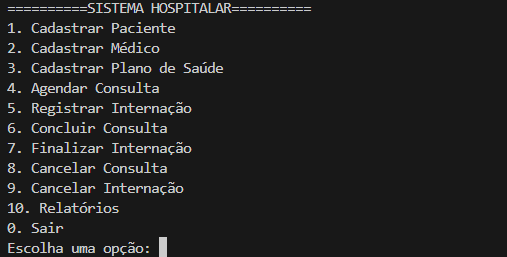 ==========SISTEMA HOSPITALAR==========
1. Cadastrar Paciente
2. Cadastrar Médico
3. Cadastrar Plano de Saúde
4. Agendar Consulta
5. Registrar Internação
6. Concluir Consulta
7. Finalizar Internação
8. Cancelar Consulta
9. Cancelar Internação
10. Relatórios
0. Sair
Escolha uma opção: